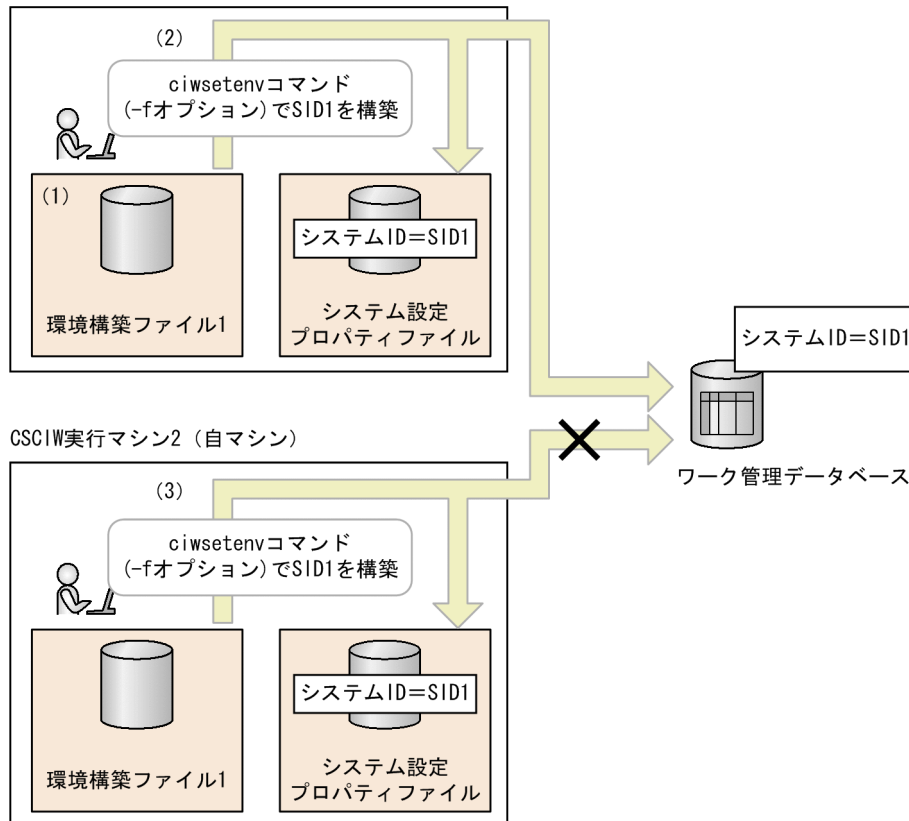 (2)
ciwsetenvコマンド
(-fオプション)でSID1を構築
(1)
システムID=SID1
環境構築ファイル1
システム設定
プロパティファイル
システムID=SID1
ワーク管理データベース
CSCIW実行マシン2（自マシン）
(3)
ciwsetenvコマンド
(-fオプション)でSID1を構築
システムID=SID1
環境構築ファイル1
システム設定
プロパティファイル